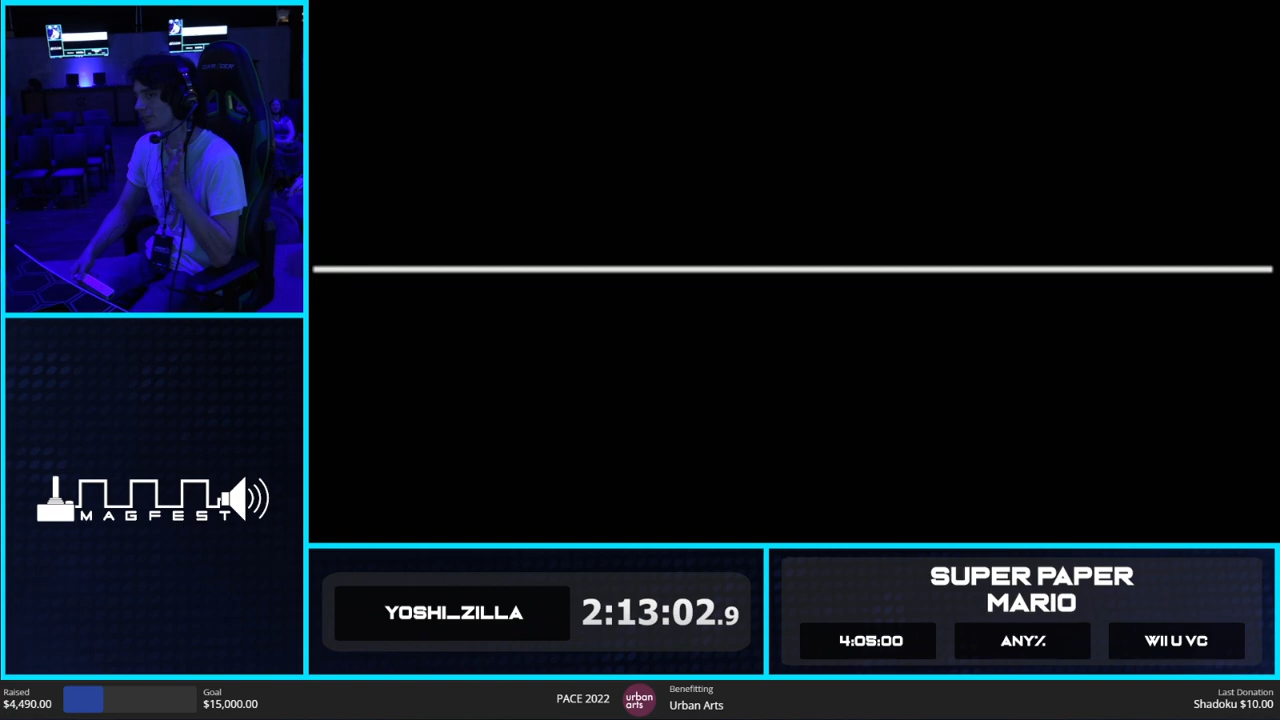 MAGFEST
YOSHI_ZILLA
2:13:02.9
SUPER PAPER
MARIO
4:05:00
ANY%
WII U VC
Raised
$4,490.00
Goal
$15,000.00
PACE 2022
urban
arts
Benefitting
Urban Arts
Last Donation
Shadoku $10.00